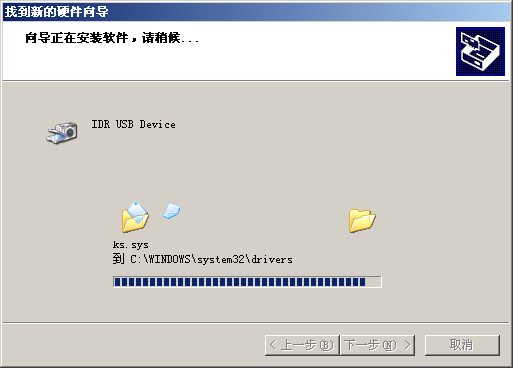 找到新的硬件向导
向导正在安装软件，请稍候...
IDR USB Device
ks.sys
到 C:\WINDOWS\system32\drivers
< 上一步(B) 下一步(N) > 取消